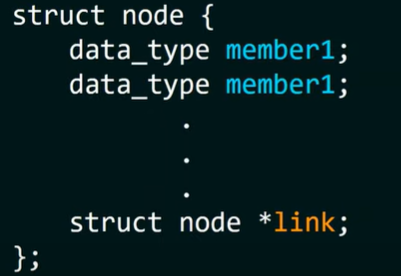 struct node {
data_type member1;
data_type member1;
.
.
.
struct node *link;
};